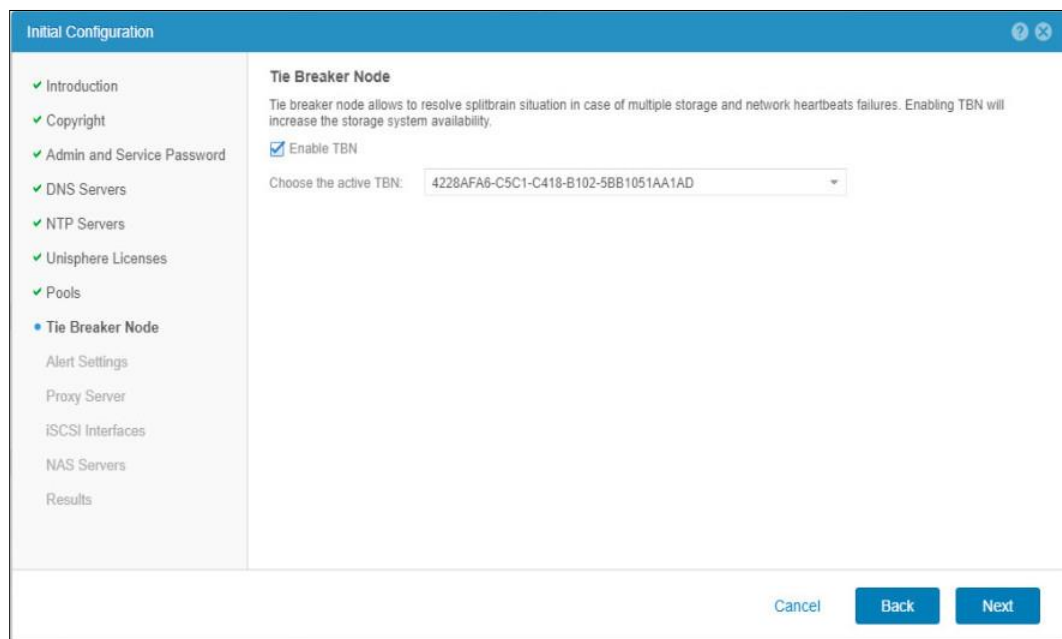 Initial Configuration
Introduction
Copyright
Admin and Service Password
DNS Servers
NTP Servers
Unisphere Licenses
Pools
Tie Breaker Node
Alert Settings
Proxy Server
iSCSI Interfaces
NAS Servers
Results
Tie Breaker Node
Tie breaker node allows to resolve splitbrain situation in case of multiple storage and network heartbeats failures. Enabling TBN will
increase the storage system availability.
Enable TBN
Choose the active TBN: 4228AFA6-C5C1-C418-B102-5BB1051AA1AD
Cancel Back Next